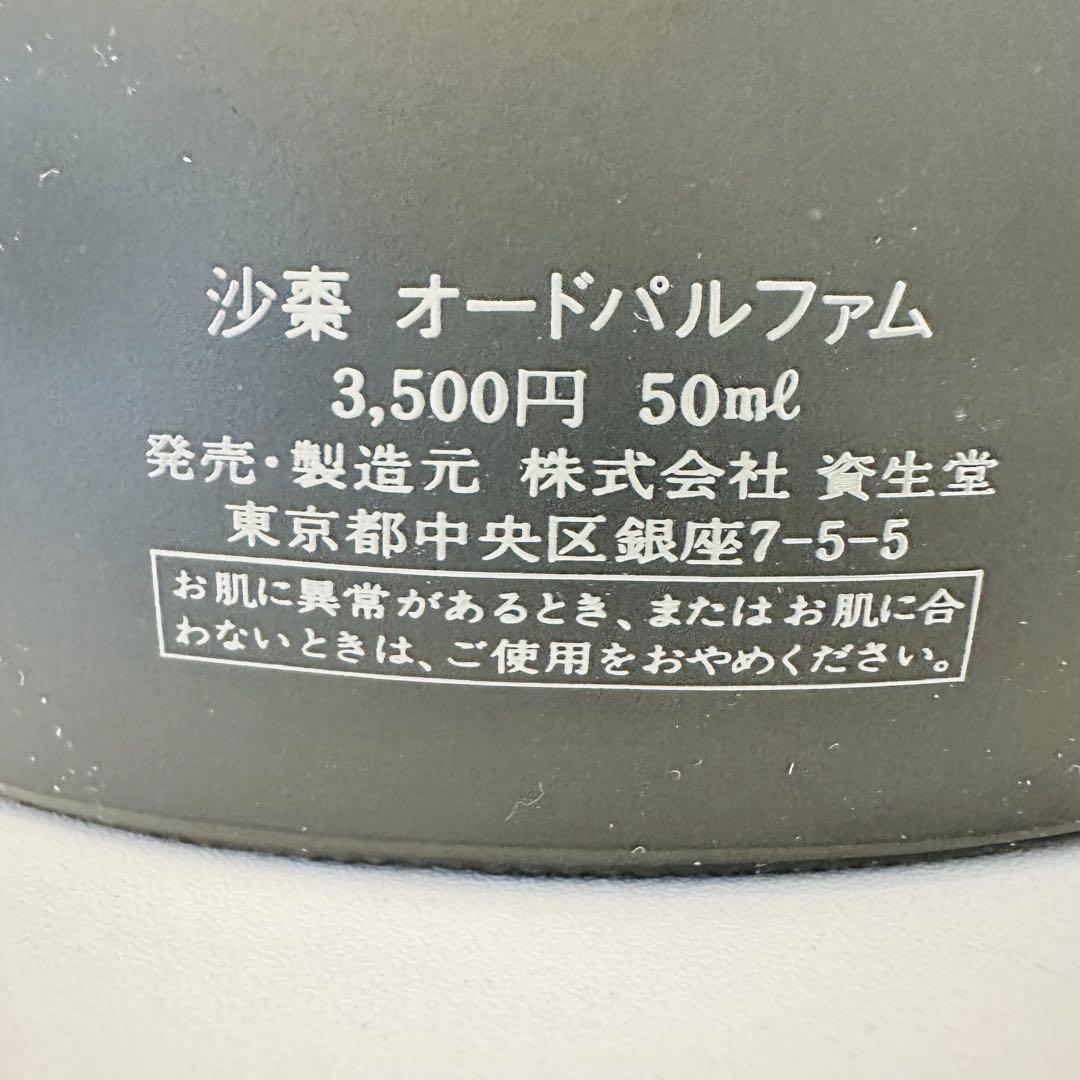 沙棗 オードパルファム
3,500円 50mℓ
発売・製造元 株式会社 資生堂
東京都中央区銀座7-5-5
お肌に異常があるとき、またはお肌に合
わないときは、ご使用をおやめください。